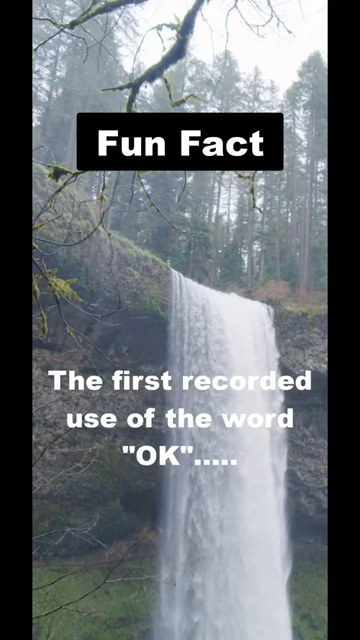 Fun Fact
The first recorded
use of the word
"OK".....